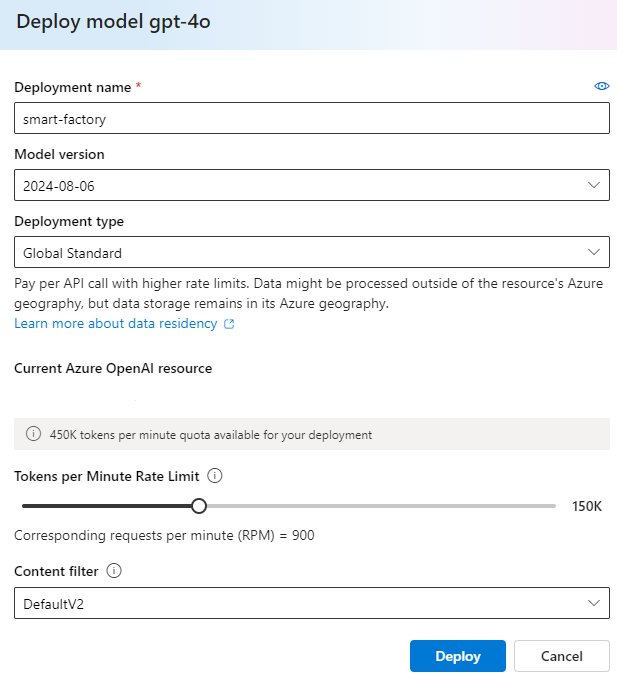 Deploy model gpt-4o
Deployment name *
smart-factory
Model version
2024-08-06
Deployment type
Global Standard
Pay per API call with higher rate limits. Data might be processed outside of the resource's Azure
geography, but data storage remains in its Azure geography.
Learn more about data residency
Current Azure OpenAI resource
450K tokens per minute quota available for your deployment
Tokens per Minute Rate Limit
150K
Corresponding requests per minute (RPM) = 900
Content filter
DefaultV2
Deploy
Cancel